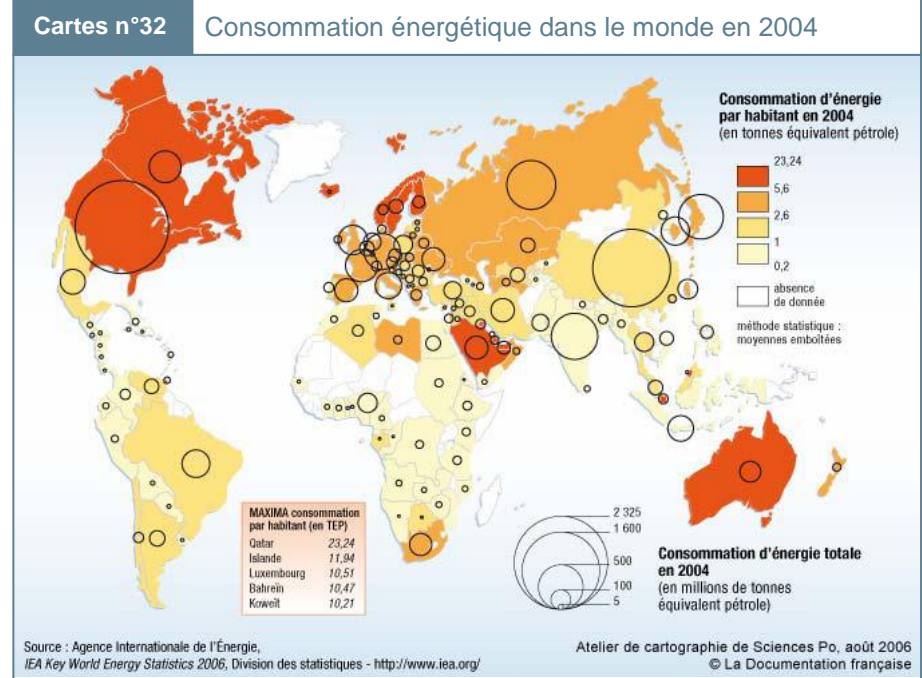 Cartes n°32
Consommation énergétique dans le monde en 2004
Consommation d'énergie
par habitant en 2004
(en tonnes équivalent pétrole)
23,24
5,6
2,6
1
0,2
absence
de donnée
méthode statistique :
moyennes emboîtées
MAXIMA consommation
par habitant (en TEP)
Qatar 23,24
Islande 11,94
Luxembourg 10,51
Bahreïn 10,47
Koweït 10,21
2 325
1 600
500
100
5
Consommation d'énergie totale
en 2004
(en millions de tonnes
équivalent pétrole)
Source : Agence Internationale de l'Énergie,
IEA Key World Energy Statistics 2006, Division des statistiques - http://www.iea.org/
Atelier de cartographie de Sciences Po, août 2006
© La Documentation française